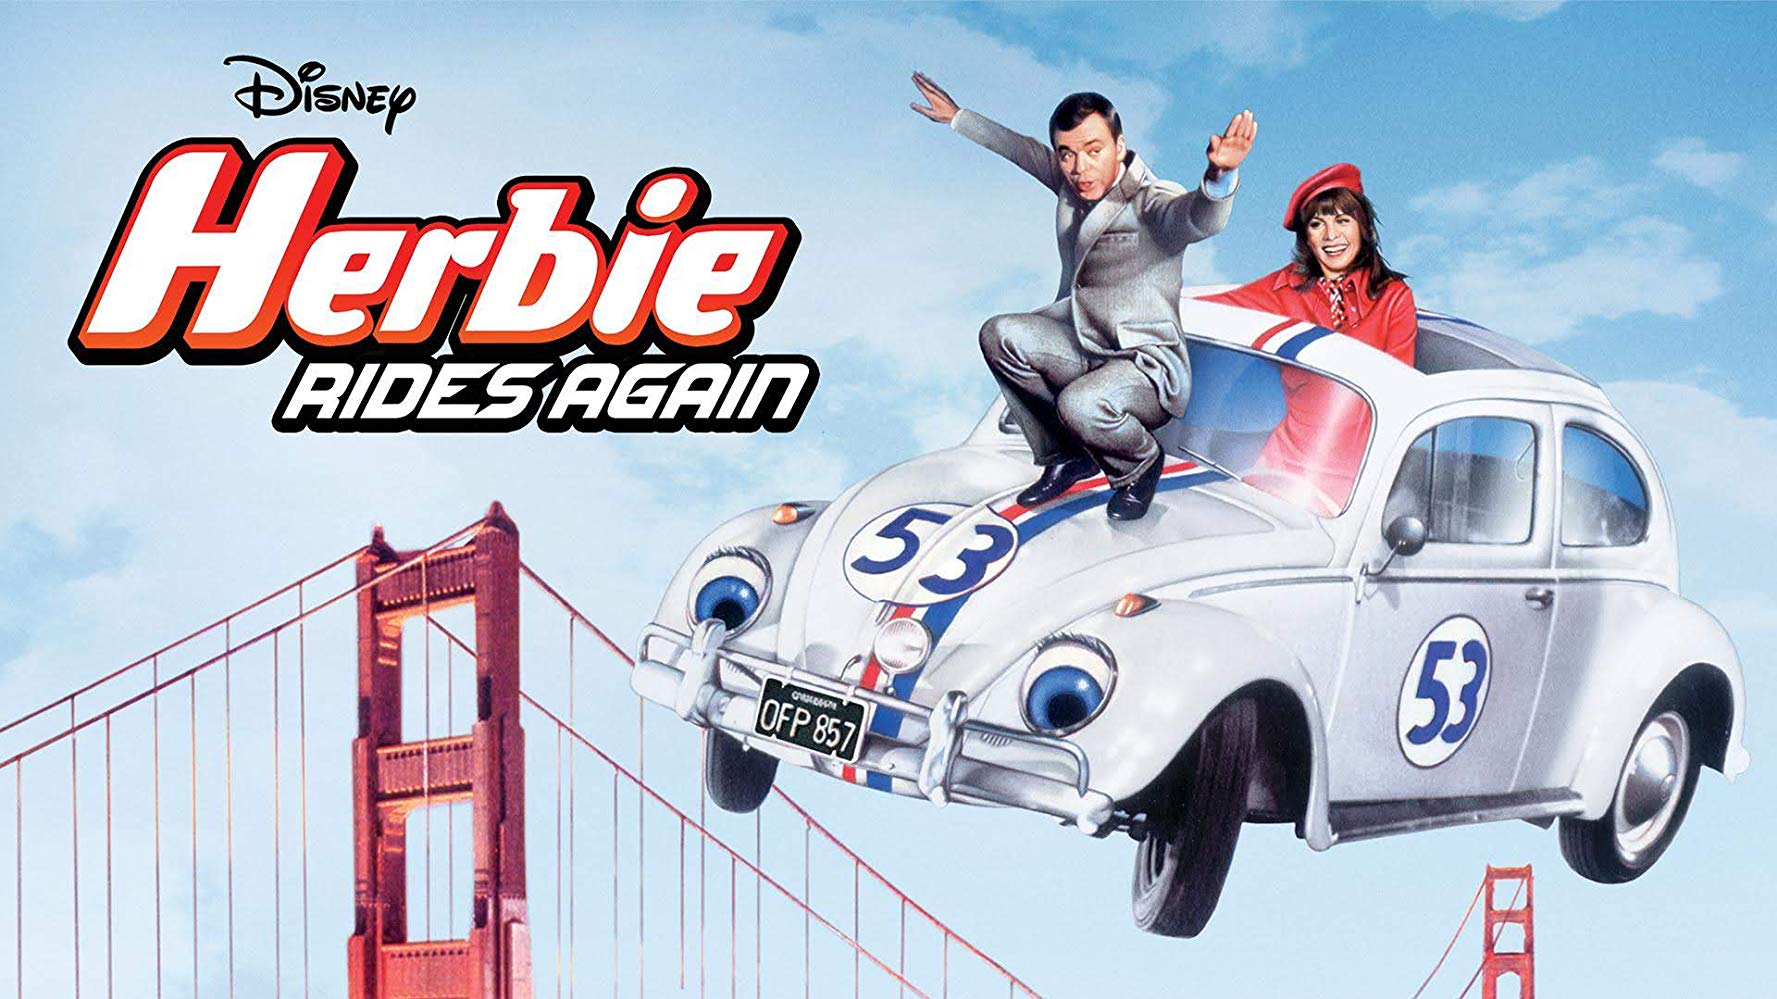 Disney
Herbie
RIDES AGAIN
53
OFP 857
53